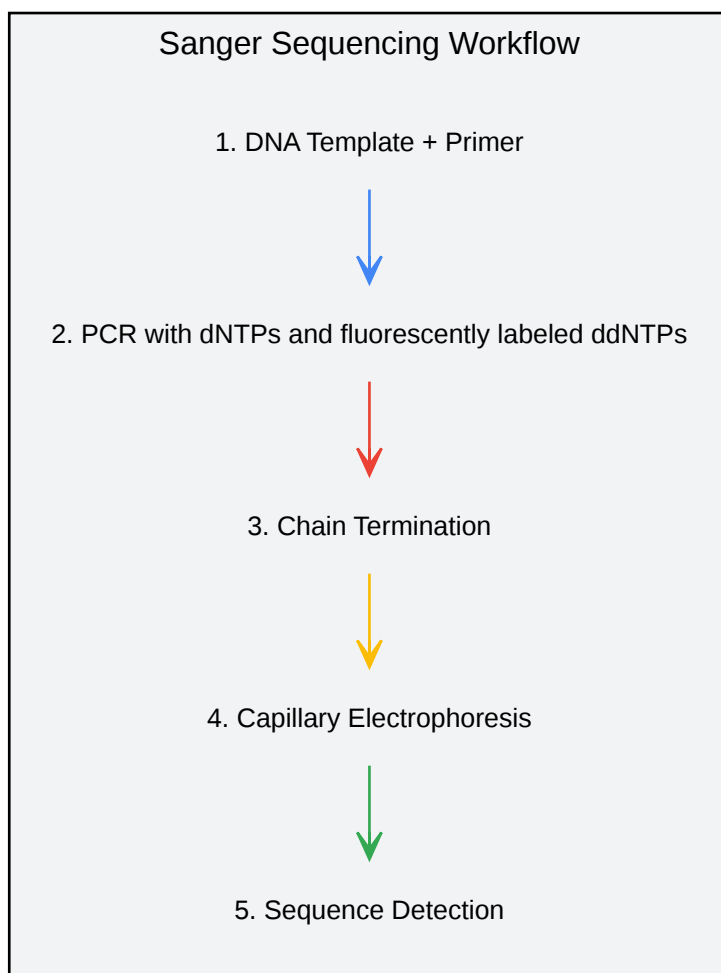 Sanger Sequencing Workflow
1. DNA Template + Primer
2. PCR with dNTPs and fluorescently labeled ddNTPs
3. Chain Termination
4. Capillary Electrophoresis
5. Sequence Detection